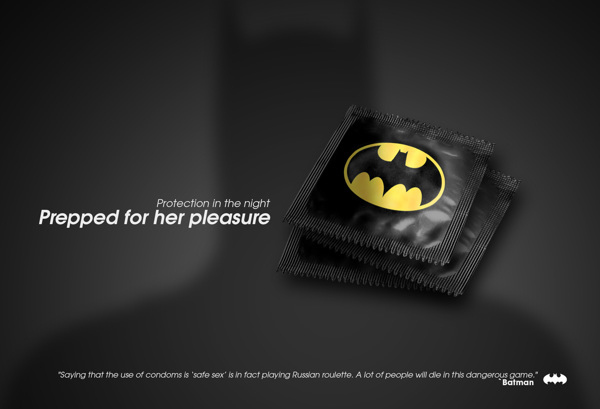 Protection in the night
Prepped for her pleasure
"Saying that the use of condoms is 'safe sex' is in fact playing Russian roulette. A lot of people will die in this dangerous game."
Batman